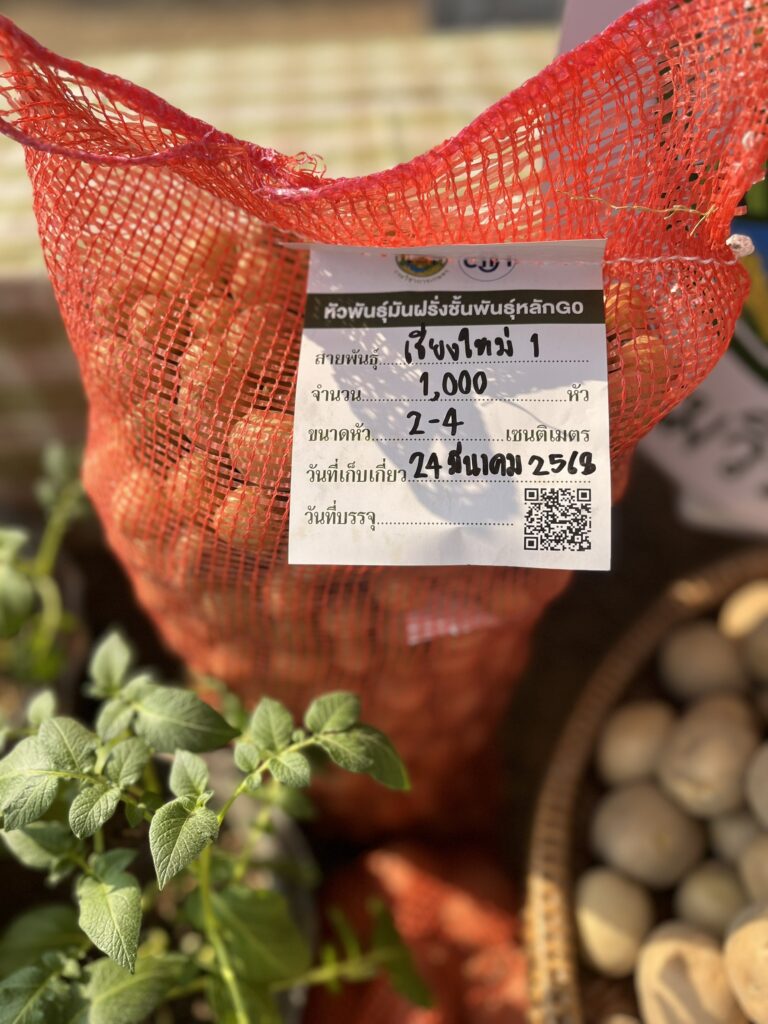 หัวพันธุ์มันฝรั่งชั้นพันธุ์หลักG0
สายพันธุ์ เชียงใหม่ 1
จำนวน 1,000 หัว
ขนาดหัว 2-4 เซนติเมตร
วันที่เก็บเกี่ยว 24 มีนาคม 2568
วันที่บรรจุ